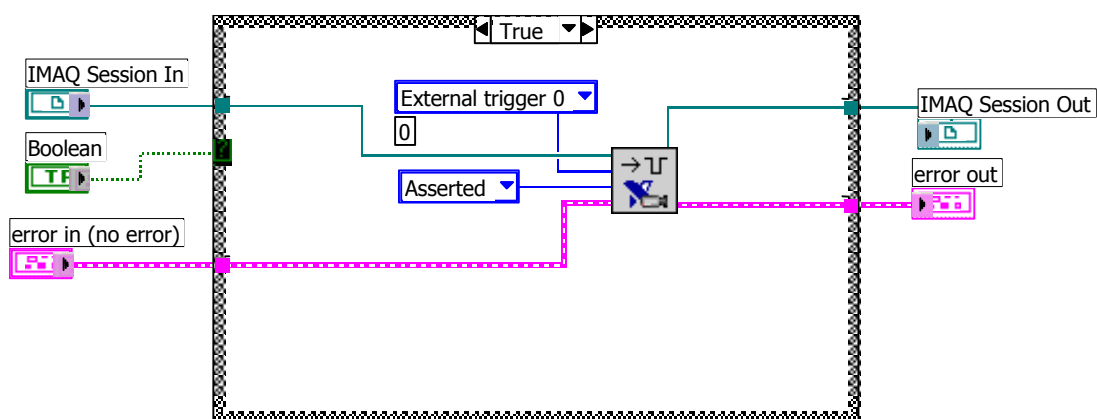 True
IMAQ Session In
External trigger 0
IMAQ Session Out
0
Boolean
?
TF
error out
Asserted
error in (no error)